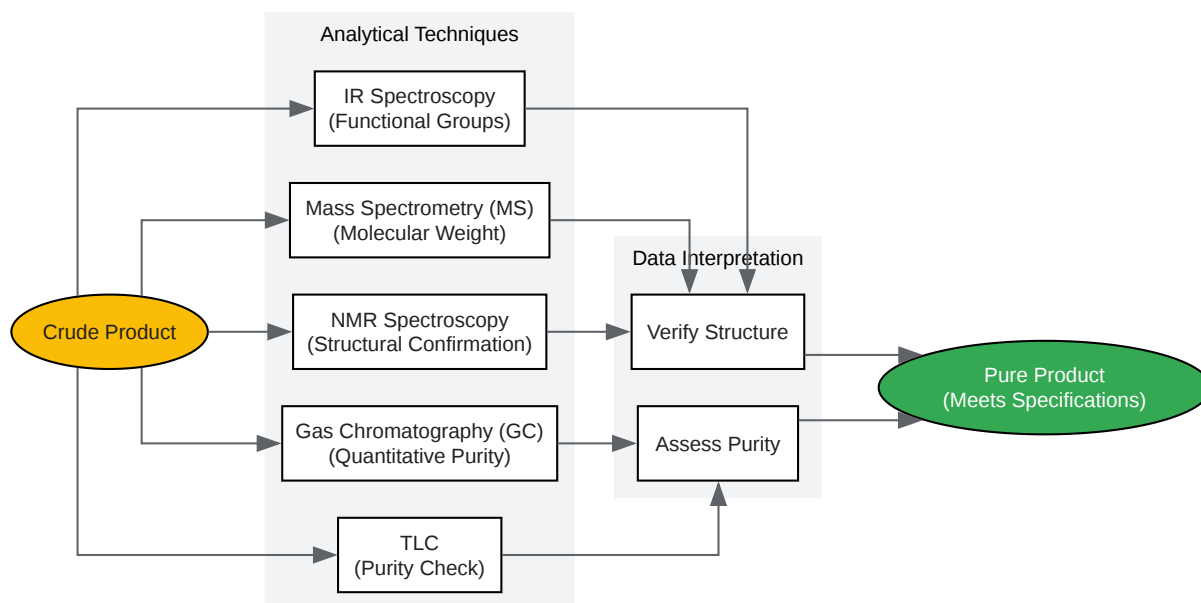 Analytical Techniques
IR Spectroscopy
(Functional Groups)
Mass Spectrometry (MS)
(Molecular Weight)
Data Interpretation
Crude Product
NMR Spectroscopy
(Structural Confirmation)
Verify Structure
Pure Product
(Meets Specifications)
Gas Chromatography (GC)
(Quantitative Purity)
Assess Purity
TLC
(Purity Check)